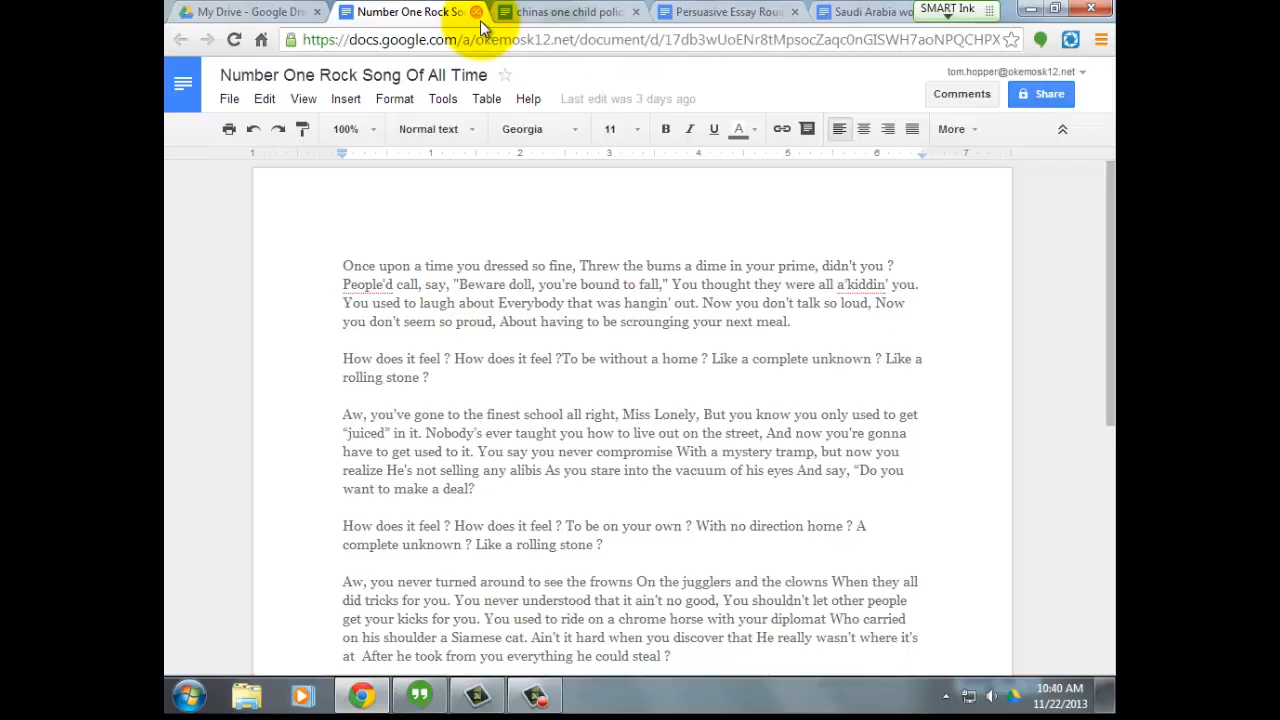 My Drive - Google Dr
Number One Rock So
chinas one child polic
Persuasive Essay Roug
Saudi Arabia wo
SMART Ink
https://docs.google.com/a/okemosk12.net/document/d/17db3wUoENr8tMpsocZaqc0nGISWH7aoNPQCHPX
Number One Rock Song Of All Time
tom.hopper@okemosk12.net
File Edit View Insert Format Tools Table Help Last edit was 3 days ago
Comments Share
100% Normal text Georgia 11 B I U A More
1 1 2 3 4 5 6 7
Once upon a time you dressed so fine, Threw the bums a dime in your prime, didn't you ?
People'd call, say, "Beware doll, you're bound to fall," You thought they were all a'kiddin' you.
You used to laugh about Everybody that was hangin' out. Now you don't talk so loud, Now
you don't seem so proud, About having to be scrounging your next meal.
How does it feel ? How does it feel ?To be without a home ? Like a complete unknown ? Like a
rolling stone ?
Aw, you've gone to the finest school all right, Miss Lonely, But you know you only used to get
“juiced” in it. Nobody's ever taught you how to live out on the street, And now you're gonna
have to get used to it. You say you never compromise With a mystery tramp, but now you
realize He's not selling any alibis As you stare into the vacuum of his eyes And say, “Do you
want to make a deal?
How does it feel ? How does it feel ? To be on your own ? With no direction home ? A
complete unknown ? Like a rolling stone ?
Aw, you never turned around to see the frowns On the jugglers and the clowns When they all
did tricks for you. You never understood that it ain't no good, You shouldn't let other people
get your kicks for you. You used to ride on a chrome horse with your diplomat Who carried
on his shoulder a Siamese cat. Ain't it hard when you discover that He really wasn't where it's
at After he took from you everything he could steal ?
10:40 AM
11/22/2013